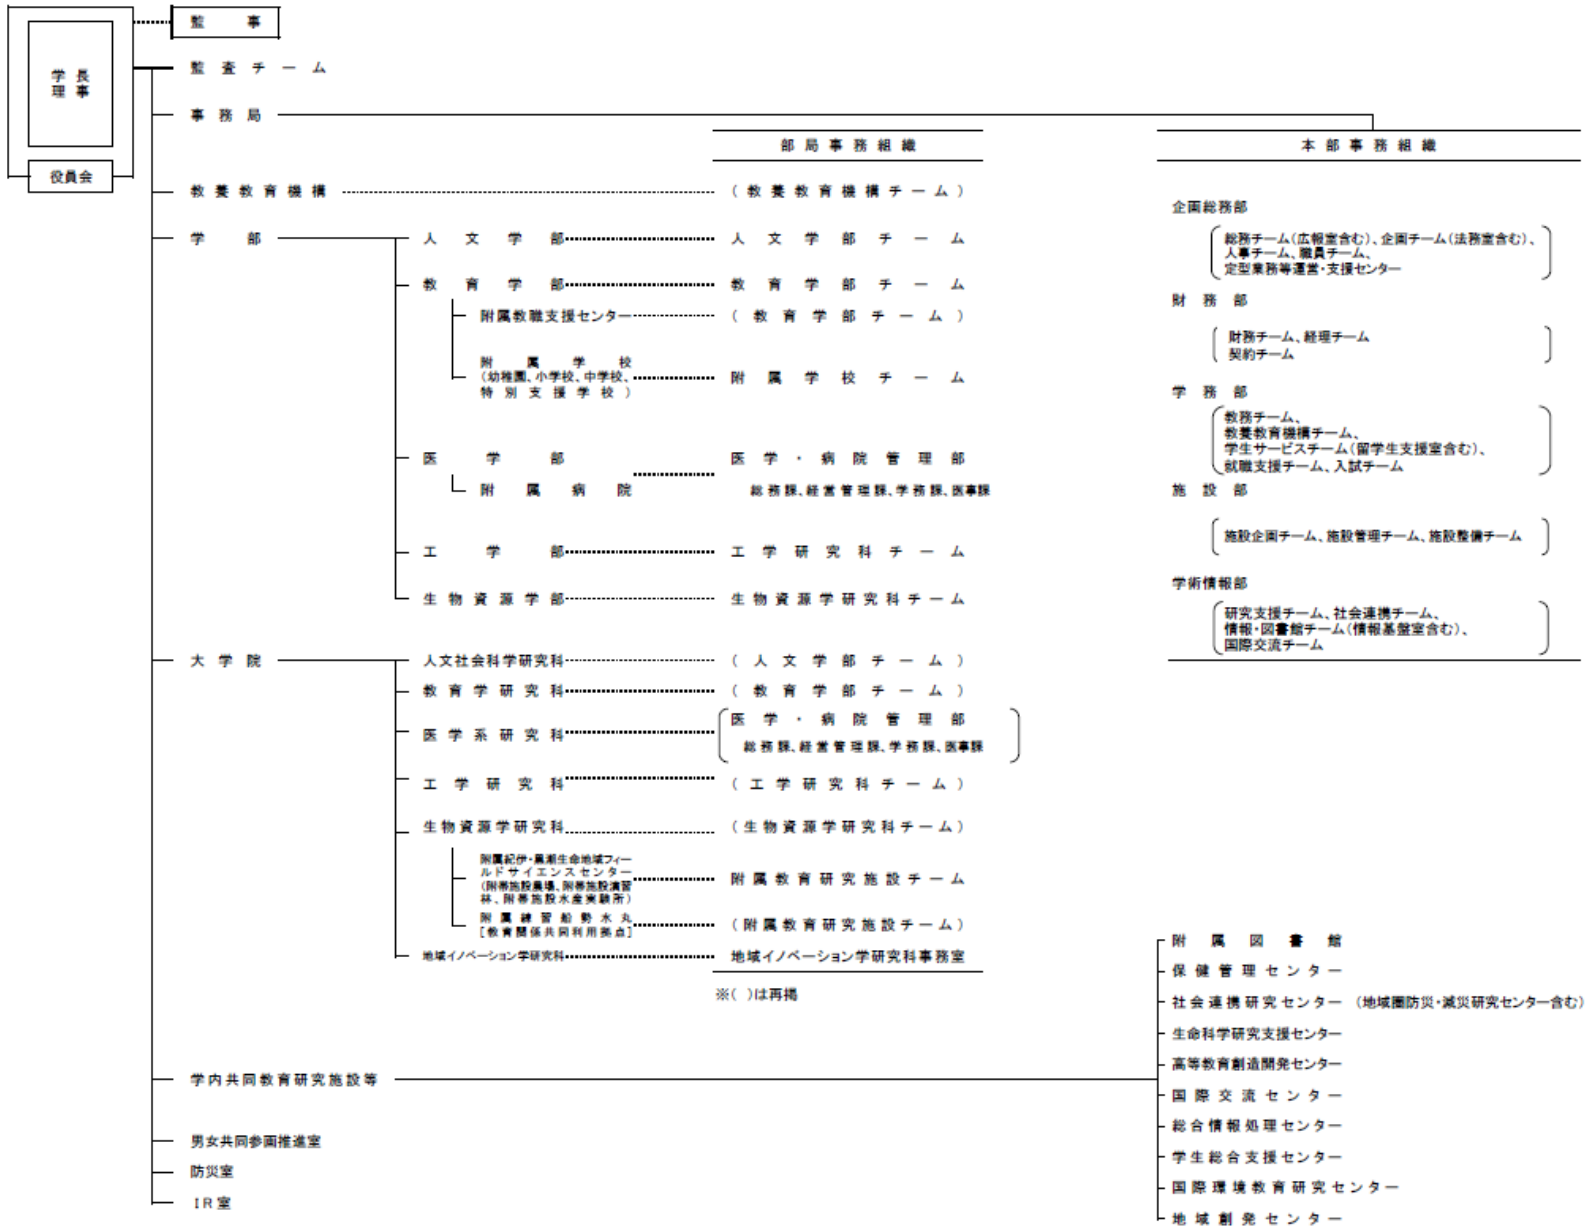 監事
学長
理事
役員会
監査チーム
事務局
部局事務組織
本部事務組織
教養教育機構
(教養教育機構チーム)
学部
人文学部
人文学部チーム
教育学部
教育学部チーム
附属教職支援センター
(教育学部チーム)
附属学校
(幼稚園、小学校、中学校、
特別支援学校)
附属学校チーム
医学部
医学・病院管理部
附属病院
総務課、経営管理課、学務課、医事課
工学部
工学研究科チーム
生物資源学部
生物資源学研究科チーム
企画総務部
総務チーム(広報室含む)、企画チーム(法務室含む)、
人事チーム、職員チーム、
定型業務等運営・支援センター
財務部
財務チーム、経理チーム
契約チーム
学務部
教務チーム、
教養教育機構チーム、
学生サービスチーム(留学生支援室含む)、
就職支援チーム、入試チーム
施設部
施設企画チーム、施設管理チーム、施設整備チーム
学術情報部
研究支援チーム、社会連携チーム、
情報・図書館チーム(情報基盤室含む)、
国際交流チーム
大学院
人文社会科学研究科
(人文学部チーム)
教育学研究科
(教育学部チーム)
医学系研究科
医学・病院管理部
総務課、経営管理課、学務課、医事課
工学研究科
(工学研究科チーム)
生物資源学研究科
(生物資源学研究科チーム)
附属紀伊・黒潮生命地域フィー
ルドサイエンスセンター
(附帯施設農場、附帯施設演習
林、附帯施設水産実験所)
附属教育研究施設チーム
附属練習船勢水丸
[教育関係共同利用拠点]
(附属教育研究施設チーム)
地域イノベーション学研究科
地域イノベーション学研究科事務室
※( )は再掲
学内共同教育研究施設等
附属図書館
保健管理センター
社会連携研究センター (地域圏防災・減災研究センター含む)
生命科学研究支援センター
高等教育創造開発センター
国際交流センター
総合情報処理センター
学生総合支援センター
国際環境教育研究センター
地域創発センター
男女共同参画推進室
防災室
IR室